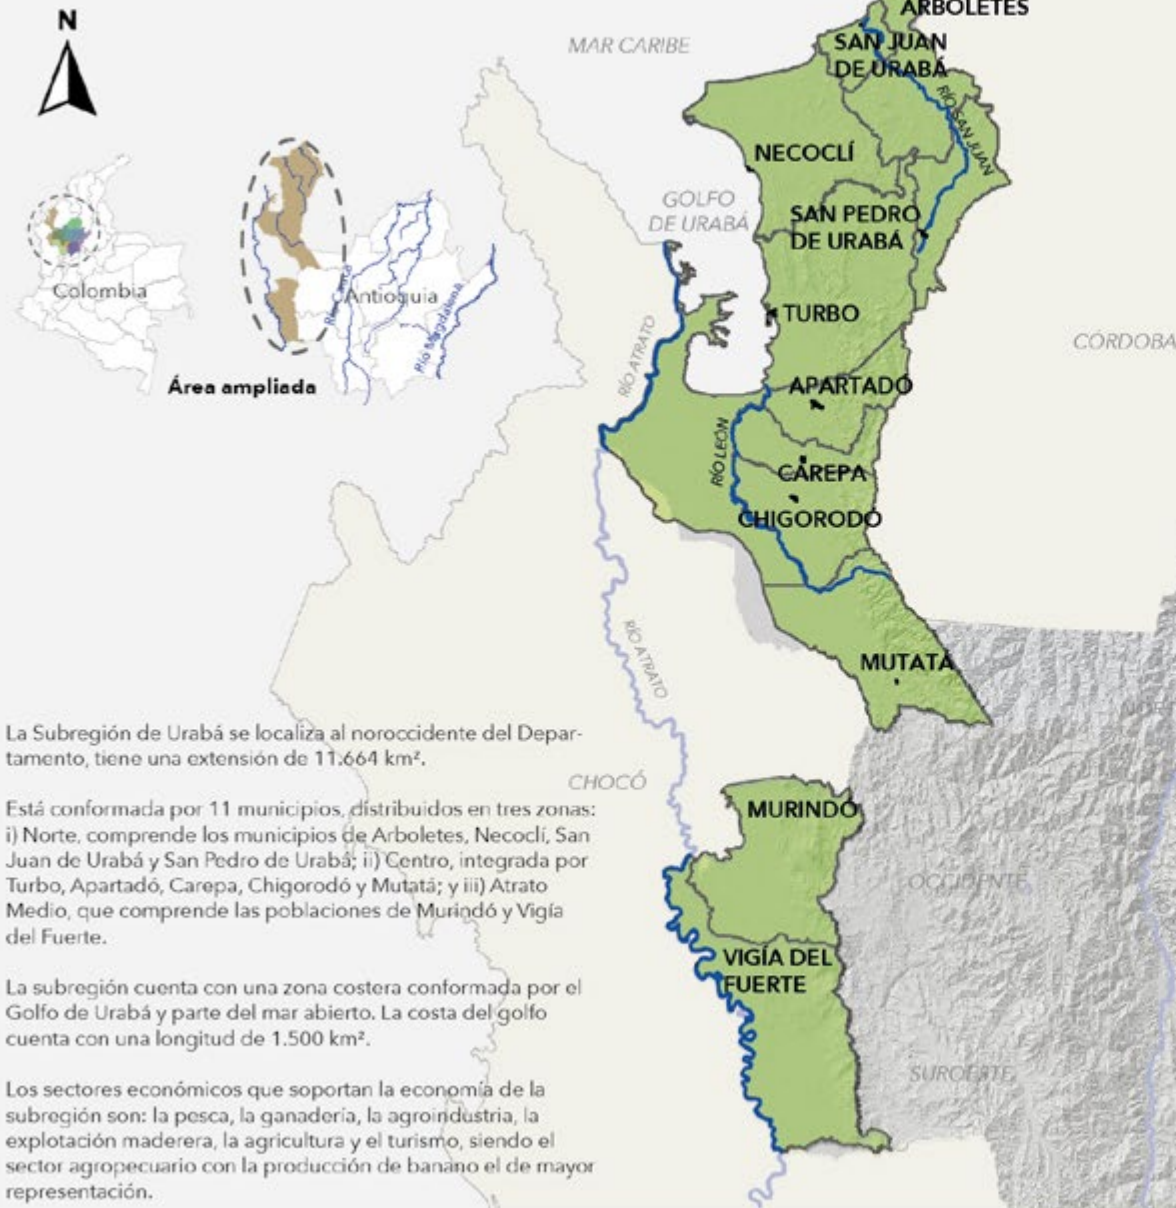 N
MAR CARIBE
ARBOLETES
SAN JUAN
DE URABÁ
RÍO SAN JUAN
NECOCLÍ
GOLFO
DE URABÁ
SAN PEDRO
DE URABÁ
Colombia
Río Cauca
Antioquia
Río Magdalena
Área ampliada
TURBO
RÍO ATRATO
CÓRDOBA
APARTADÓ
RÍO LEÓN
CAREPA
CHIGORODÓ
RÍO ATRATO
MUTATÁ
La Subregión de Urabá se localiza al noroccidente del Depar-
tamento, tiene una extensión de 11.664 km².
CHOCÓ
Está conformada por 11 municipios, distribuidos en tres zonas:
i) Norte, comprende los municipios de Arboletes, Necoclí, San
Juan de Urabá y San Pedro de Urabá; ii) Centro, integrada por
Turbo, Apartadó, Carepa, Chigorodó y Mutatá; y iii) Atrato
Medio, que comprende las poblaciones de Murindó y Vigía
del Fuerte.
MURINDÓ
OCCIDENTE
VIGÍA DEL
FUERTE
La subregión cuenta con una zona costera conformada por el
Golfo de Urabá y parte del mar abierto. La costa del golfo
cuenta con una longitud de 1.500 km².
SUROESTE
Los sectores económicos que soportan la economía de la
subregión son: la pesca, la ganadería, la agroindustria, la
explotación maderera, la agricultura y el turismo, siendo el
sector agropecuario con la producción de banano el de mayor
representación.